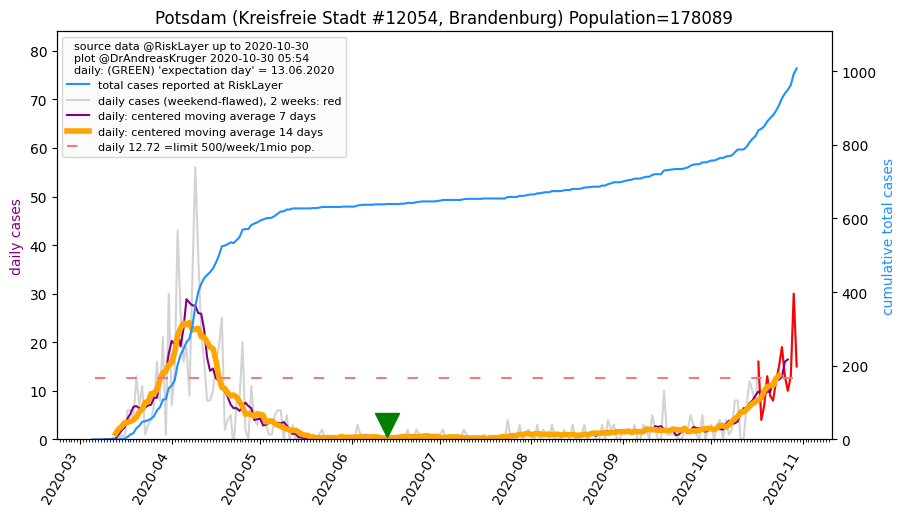 Potsdam (Kreisfreie Stadt #12054, Brandenburg) Population=178089
source data @RiskLayer up to 2020-10-30
plot @DrAndreasKruger 2020-10-30 05:54
daily: (GREEN) 'expectation day' = 13.06.2020
total cases reported at RiskLayer
daily cases (weekend-flawed), 2 weeks: red
daily: centered moving average 7 days
daily: centered moving average 14 days
daily 12.72 =limit 500/week/1mio pop.
daily cases
80
70
60
50
40
30
20
10
0
cumulative total cases
1000
800
600
400
200
0
2020-03
2020-04
2020-05
2020-06
2020-07
2020-08
2020-09
2020-10
2020-11